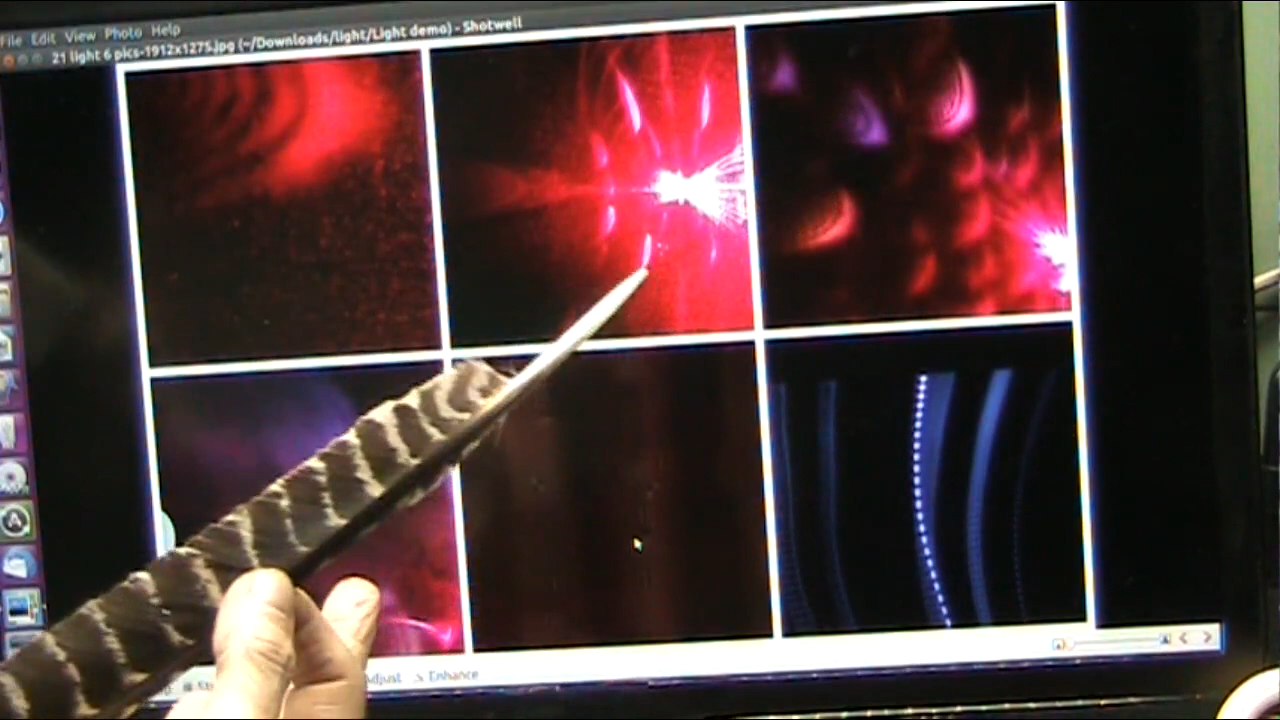 File Edit View Photo Help
21 light 6 pics-1912x1275.jpg (~/Downloads/light/Light demo) - Shotwell
Adjust Enhance